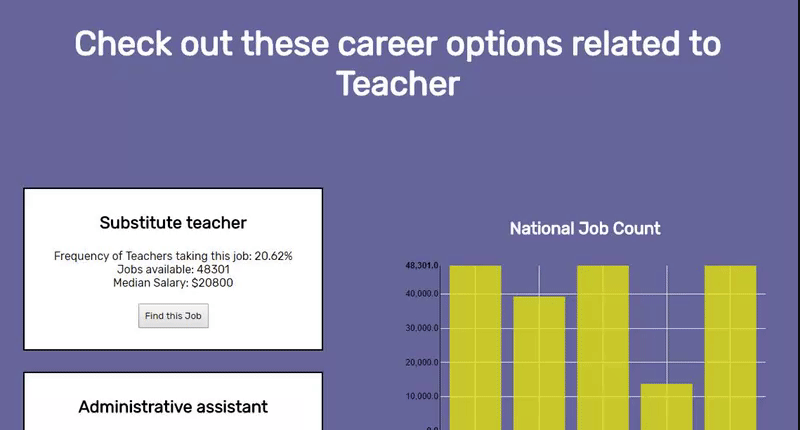 Check out these career options related to
Teacher
Substitute teacher
Frequency of Teachers taking this job: 20.62%
Jobs available: 48301
Median Salary: $20800
Find this Job
Administrative assistant
National Job Count
48,301.0
40,000.0
30,000.0
20,000.0
10,000.0